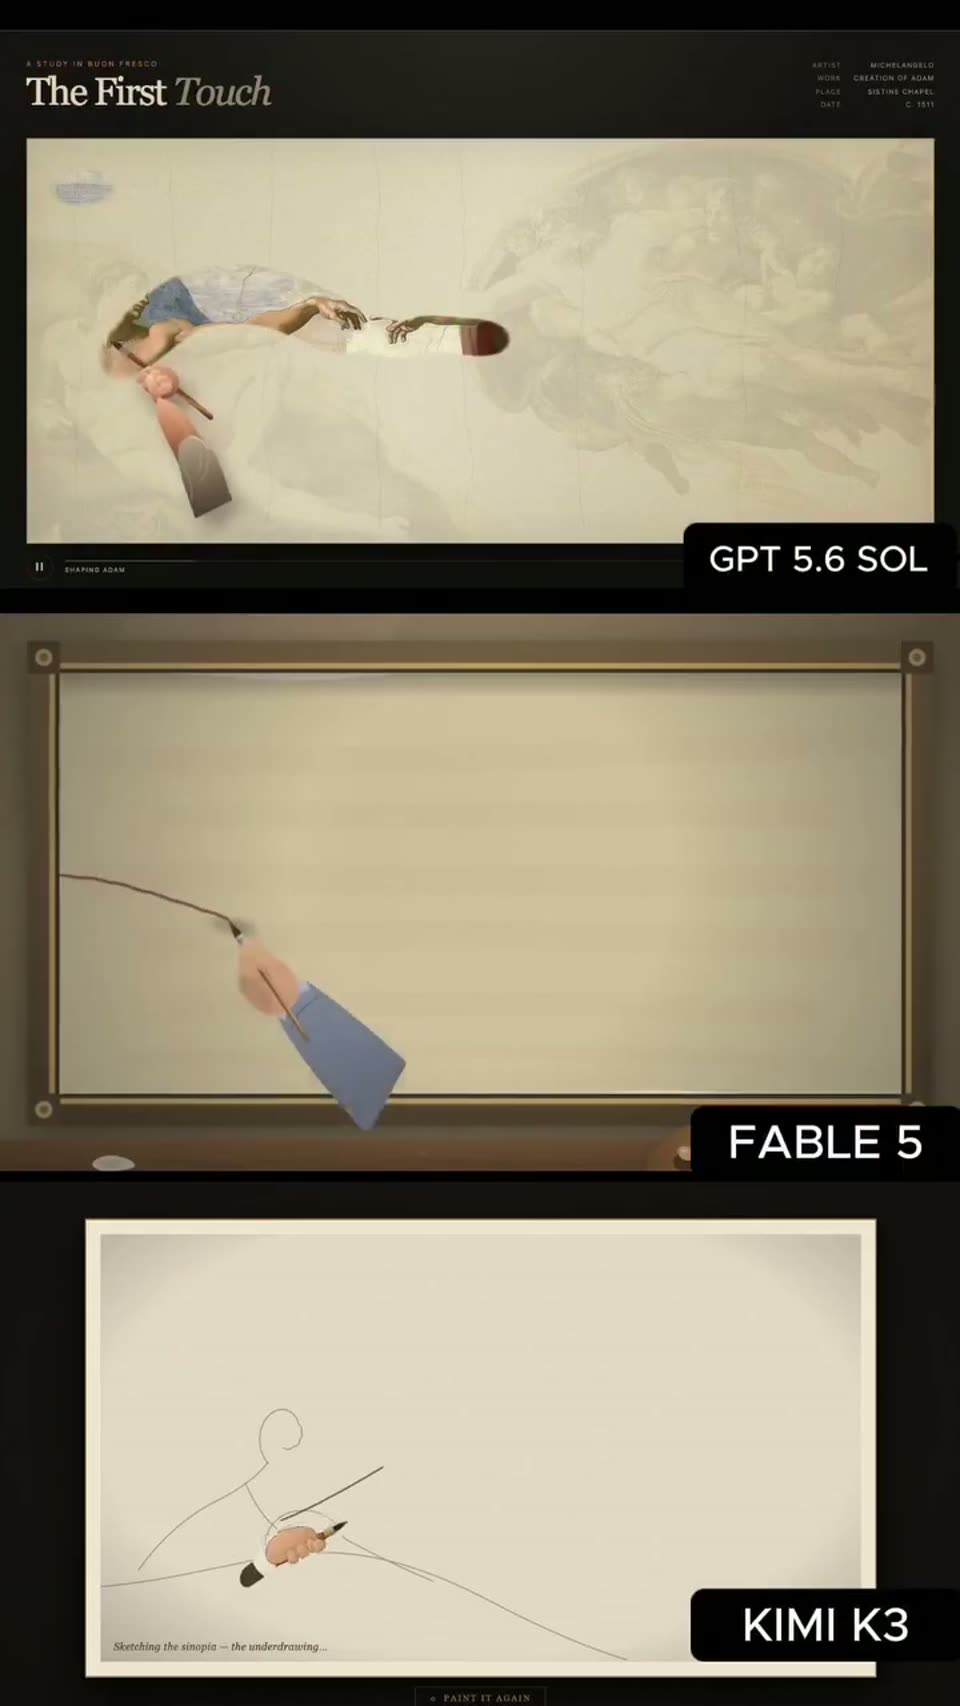 A STUDY IN BUON FRESCO
The First Touch
ARTIST MICHELANGELO
WORK CREATION OF ADAM
PLACE SISTINE CHAPEL
DATE C. 1511
SHAPING ADAM
GPT 5.6 SOL
FABLE 5
Sketching the sinopia — the underdrawing...
KIMI K3
PAINT IT AGAIN